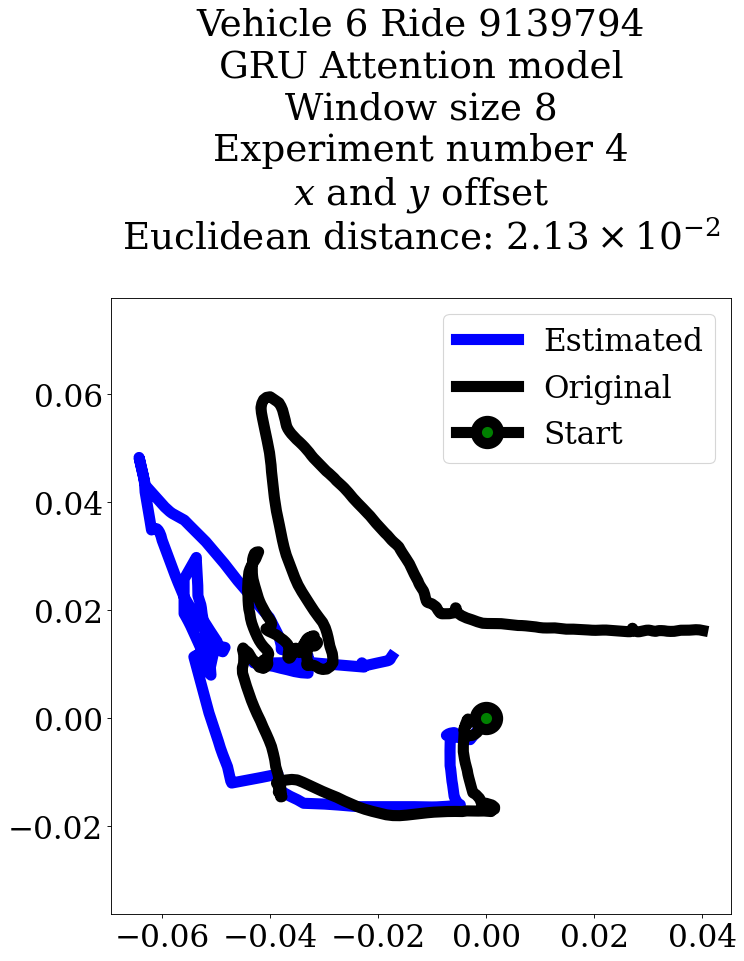 Vehicle 6 Ride 9139794
GRU Attention model
Window size 8
Experiment number 4
x and y offset
Euclidean distance: 2.13 × 10⁻²
Estimated
Original
Start
0.06
0.04
0.02
0.00
−0.02
−0.06 −0.04 −0.02 0.00 0.02 0.04